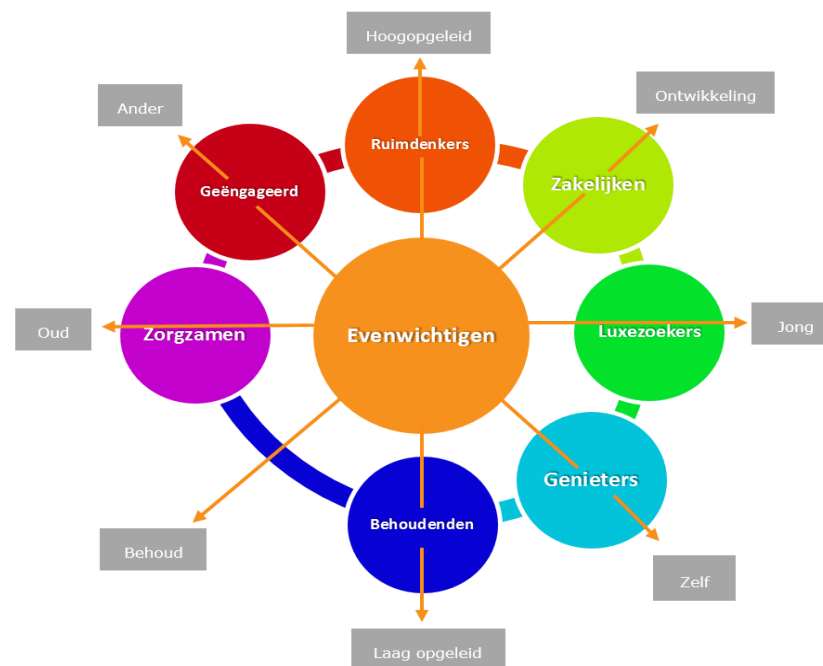 Hoogopgeleid
Ander
Ontwikkeling
Ruimdenkers
Geëngageerd
Zakelijken
Oud
Zorgzamen
Evenwichtigen
Luxezoekers
Jong
Genieters
Behoudenden
Behoud
Zelf
Laag opgeleid